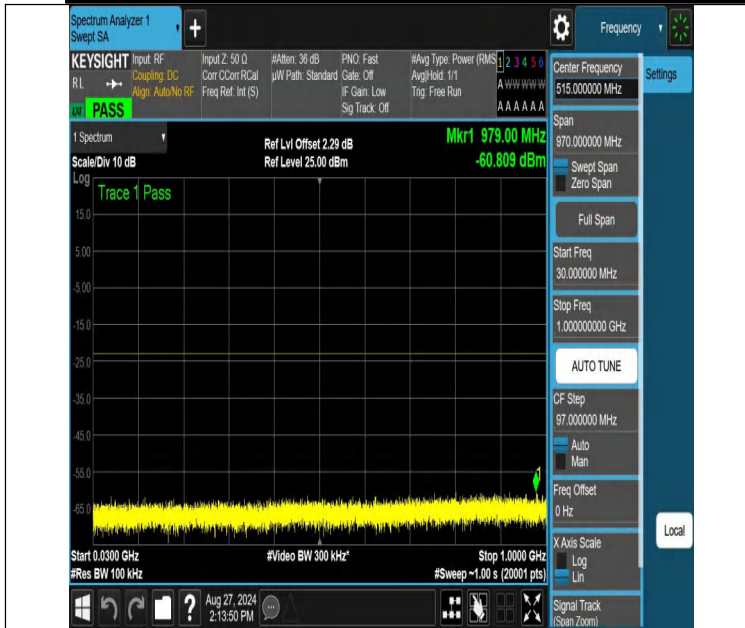 Spectrum Analyzer 1
Swept SA
+
Frequency
KEYSIGHT
RL
PASS
Input: RF
Coupling: DC
Align: Auto/No RF
Input Z: 50 Ω
Corr CCorr RCal
Freq Ref: Int (S)
#Atten: 36 dB
µW Path: Standard
PNO: Fast
Gate: Off
IF Gain: Low
Sig Track: Off
#Avg Type: Power (RMS
Avg|Hold: 1/1
Trig: Free Run
1 2 3 4 5 6
A W W W W W
A A A A A A
1 Spectrum
Scale/Div 10 dB
Ref Lvl Offset 2.29 dB
Ref Level 25.00 dBm
Mkr1 979.00 MHz
-60.809 dBm
Log
Trace 1 Pass
15.0
5.00
-5.00
-15.0
-25.0
-35.0
-45.0
-55.0
-65.0
1
Start 0.0300 GHz
#Res BW 100 kHz
#Video BW 300 kHz*
Stop 1.0000 GHz
#Sweep ~1.00 s (20001 pts)
Center Frequency
515.000000 MHz
Settings
Span
970.000000 MHz
Swept Span
Zero Span
Full Span
Start Freq
30.000000 MHz
Stop Freq
1.000000000 GHz
AUTO TUNE
CF Step
97.000000 MHz
Auto
Man
Freq Offset
0 Hz
X Axis Scale
Log
Lin
Local
Signal Track
(Span Zoom)
?
Aug 27, 2024
2:13:50 PM